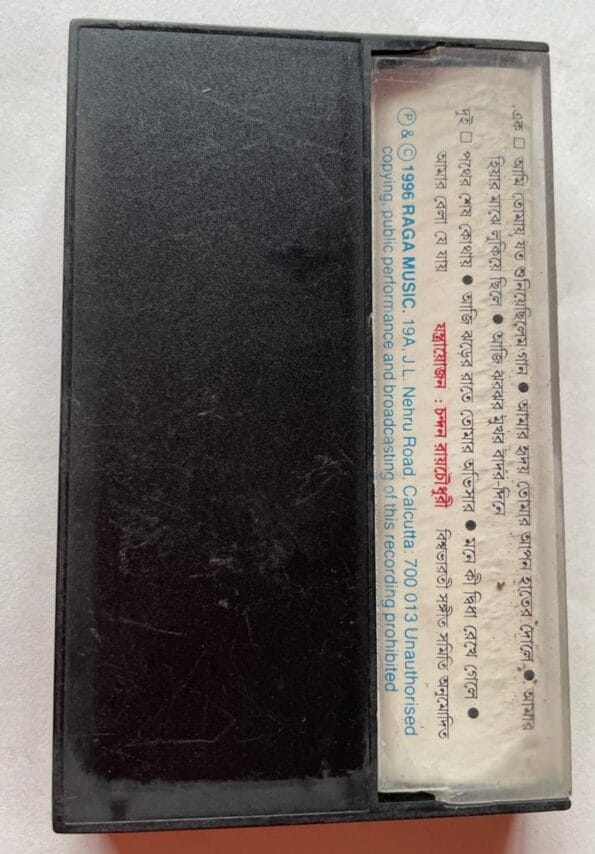 এক □ আমি তোমায় যত শুনিয়েছিলেম গান ● আমার হৃদয় তোমার আপন হাতের দোলে ● আমার
হিয়ার মাঝে লুকিয়ে ছিলে ● আজি ঝরঝর মুখর বাদর-দিনে
দুই □ পথের শেষ কোথায় ● আজি ঝড়ের রাতে তোমার অভিসার ● মনে কী দ্বিধা রেখে গেলে ●
আমার বেলা যে যায় যন্ত্রায়োজন : চন্দন রায়চৌধুরী বিশ্বভারতী সঙ্গীত সমিতি অনুমোদিত
Ⓟ & Ⓒ 1996 RAGA MUSIC. 19A, J.L. Nehru Road, Calcutta: 700 013 Unauthorised
copying, public performance and broadcasting of this recording prohibited